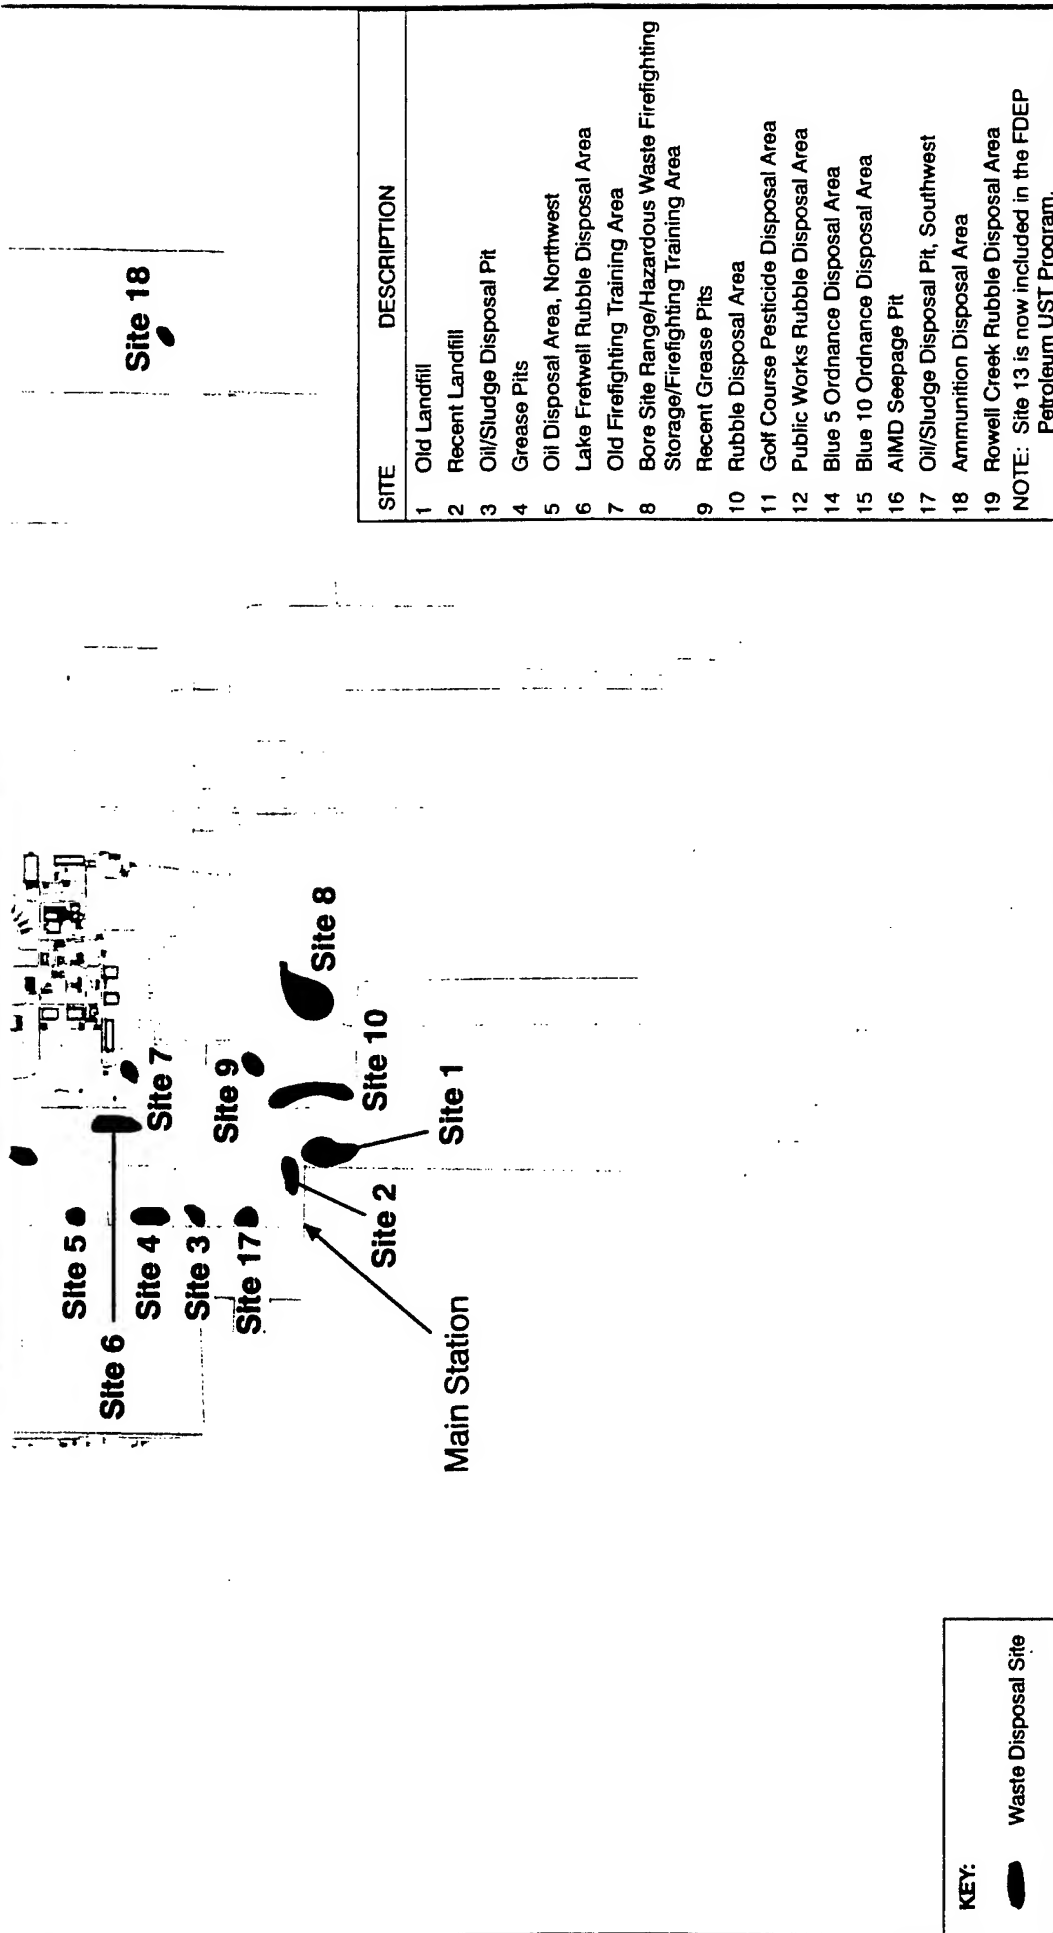 Site 18
Site 5
Site 6
Site 4
Site 7
Site 3
Site 9
Site 17
Site 8
Site 10
Site 2
Site 1
Main Station
SITE DESCRIPTION
1 Old Landfill
2 Recent Landfill
3 Oil/Sludge Disposal Pit
4 Grease Pits
5 Oil Disposal Area, Northwest
6 Lake Fretwell Rubble Disposal Area
7 Old Firefighting Training Area
8 Bore Site Range/Hazardous Waste Firefighting
Storage/Firefighting Training Area
9 Recent Grease Pits
10 Rubble Disposal Area
11 Golf Course Pesticide Disposal Area
12 Public Works Rubble Disposal Area
14 Blue 5 Ordnance Disposal Area
15 Blue 10 Ordnance Disposal Area
16 AIMD Seepage Pit
17 Oil/Sludge Disposal Pit, Southwest
18 Ammunition Disposal Area
19 Rowell Creek Rubble Disposal Area
NOTE: Site 13 is now included in the FDEP
Petroleum UST Program.
KEY:
Waste Disposal Site